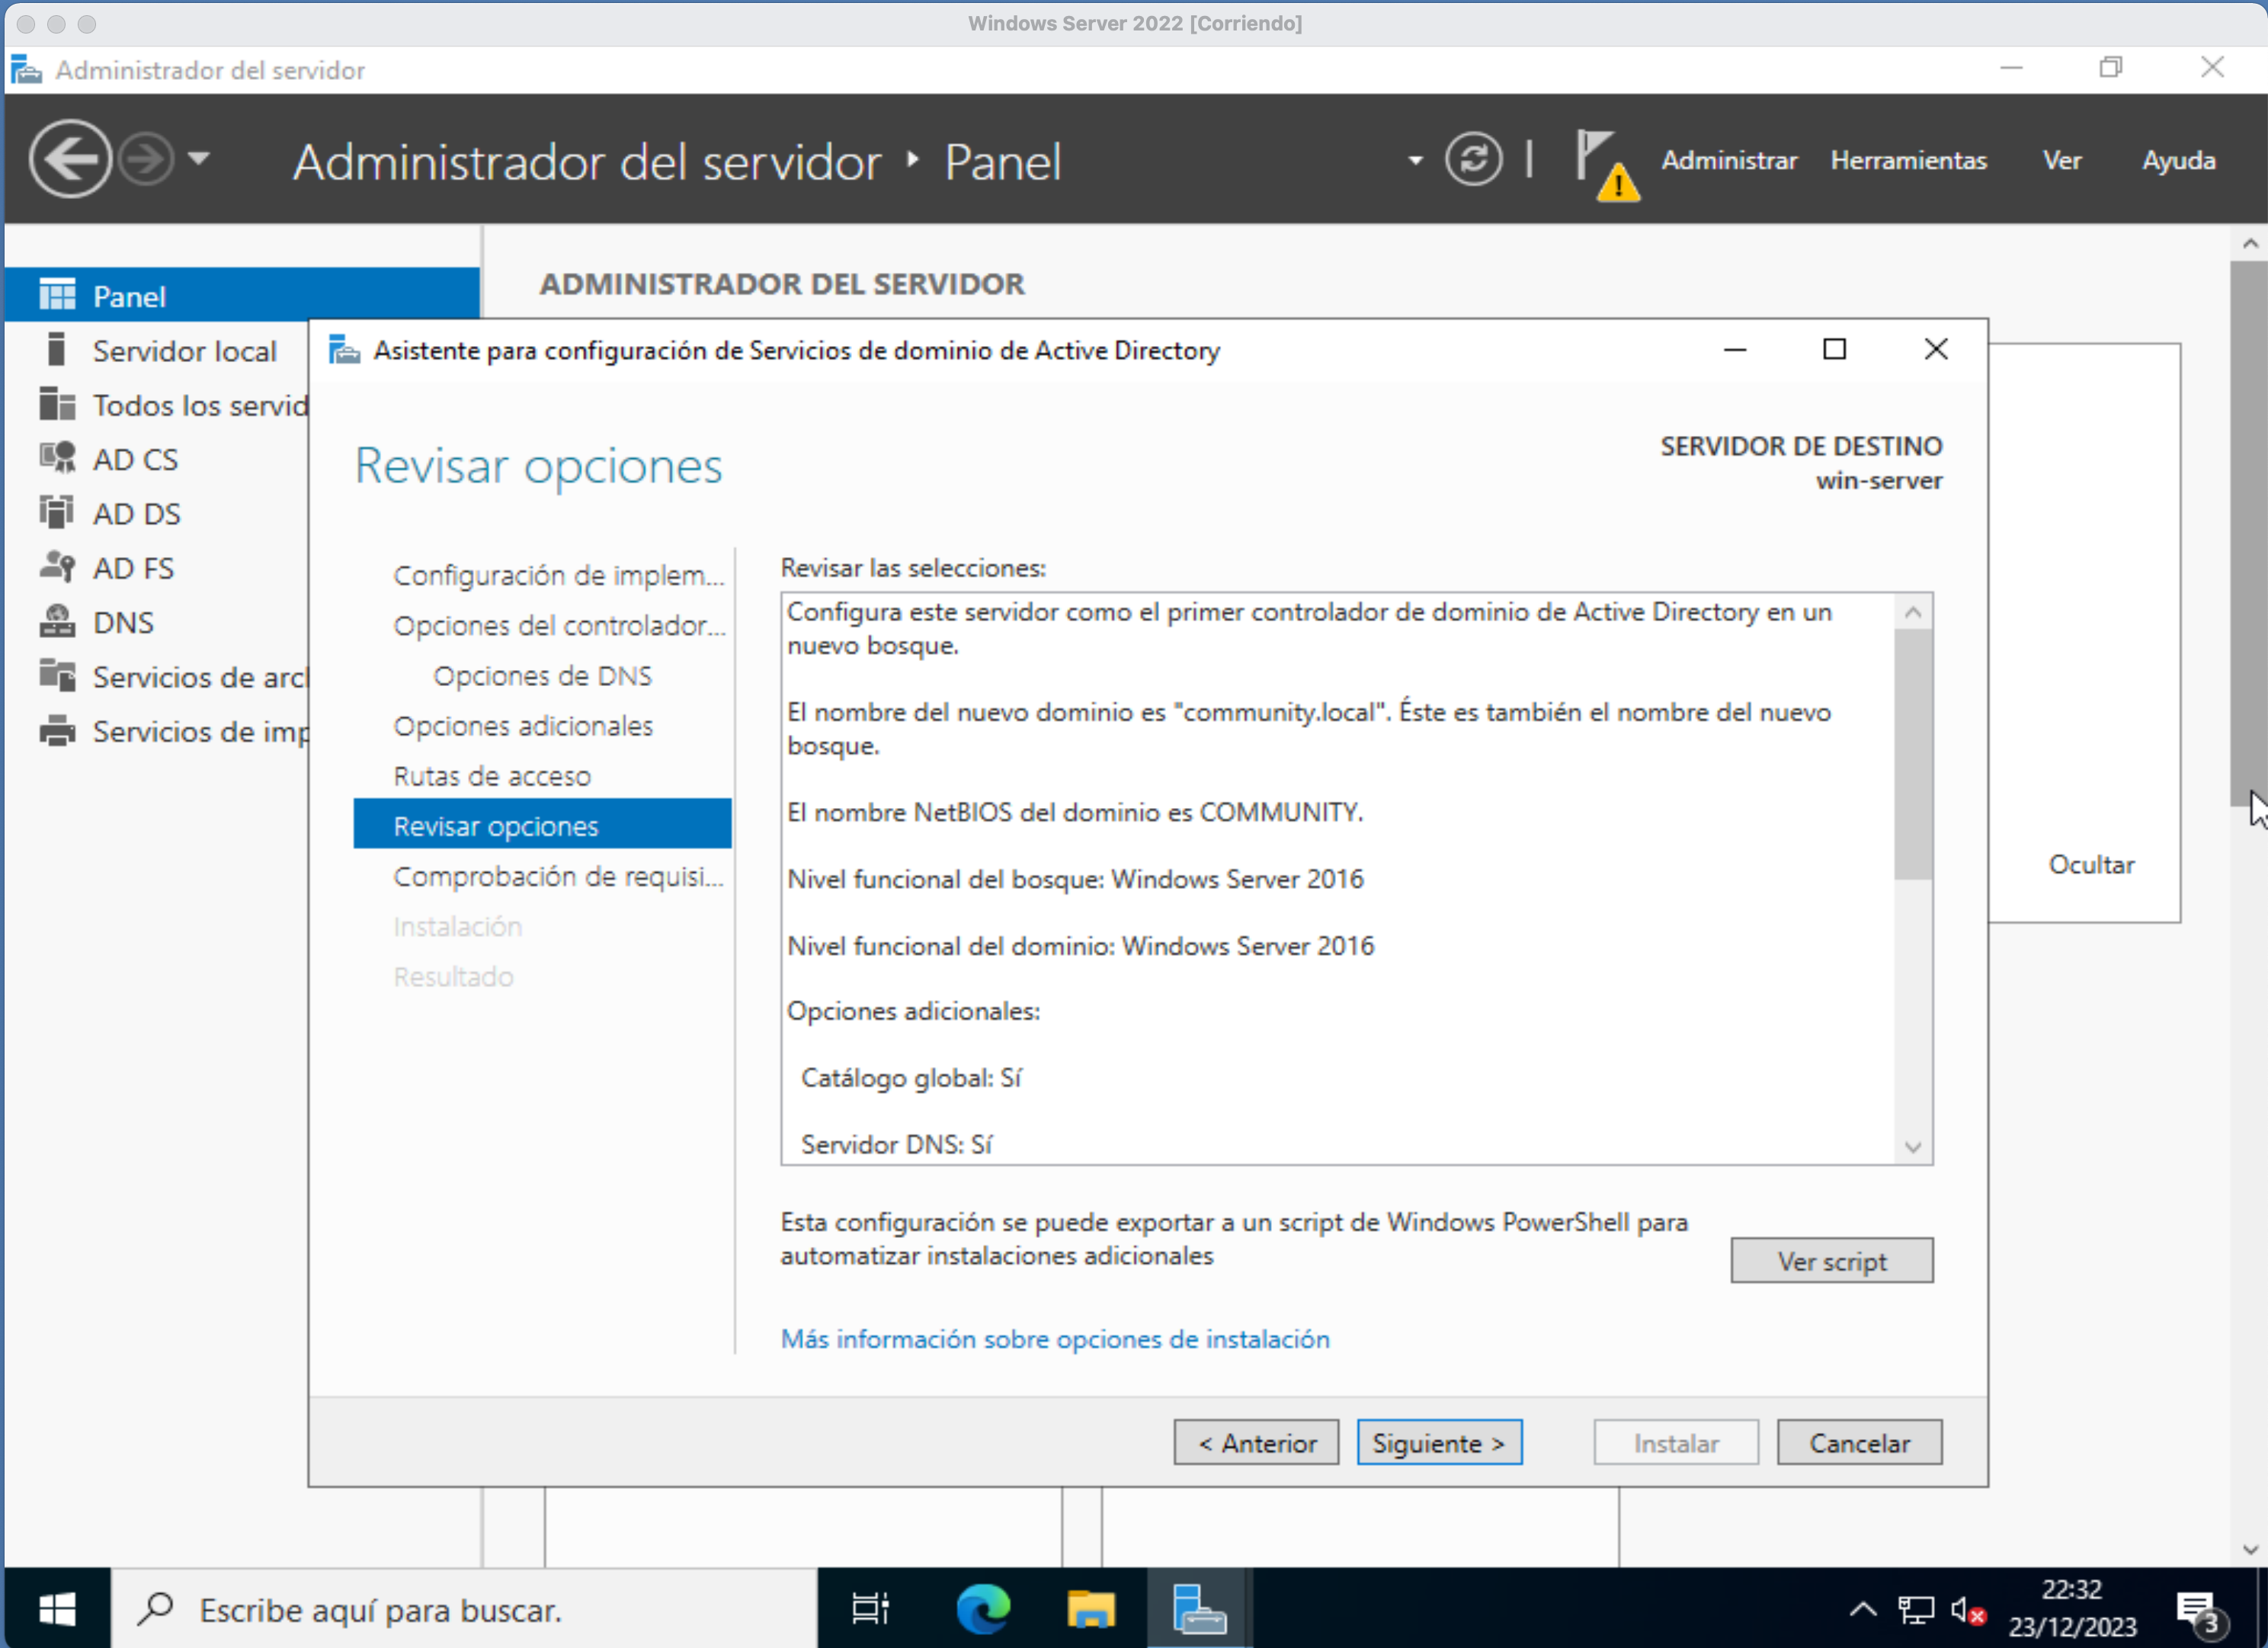 Windows Server 2022 [Corriendo]
Administrador del servidor
Administrador del servidor
Panel
Administrar
Herramientas
Ver
Ayuda
Panel
Servidor local
Todos los servid
AD CS
AD DS
AD FS
DNS
Servicios de arc
Servicios de imp
ADMINISTRADOR DEL SERVIDOR
Asistente para configuración de Servicios de dominio de Active Directory
Revisar opciones
SERVIDOR DE DESTINO
win-server
Configuración de implem...
Opciones del controlador...
Opciones de DNS
Opciones adicionales
Rutas de acceso
Revisar opciones
Comprobación de requisi...
Instalación
Resultado
Revisar las selecciones:
Configura este servidor como el primer controlador de dominio de Active Directory en un
nuevo bosque.
El nombre del nuevo dominio es "community.local". Éste es también el nombre del nuevo
bosque.
El nombre NetBIOS del dominio es COMMUNITY.
Nivel funcional del bosque: Windows Server 2016
Nivel funcional del dominio: Windows Server 2016
Opciones adicionales:
Catálogo global: Sí
Servidor DNS: Sí
Esta configuración se puede exportar a un script de Windows PowerShell para
automatizar instalaciones adicionales
Ver script
Más información sobre opciones de instalación
< Anterior
Siguiente >
Instalar
Cancelar
Ocultar
Escribe aquí para buscar.
22:32
23/12/2023
3